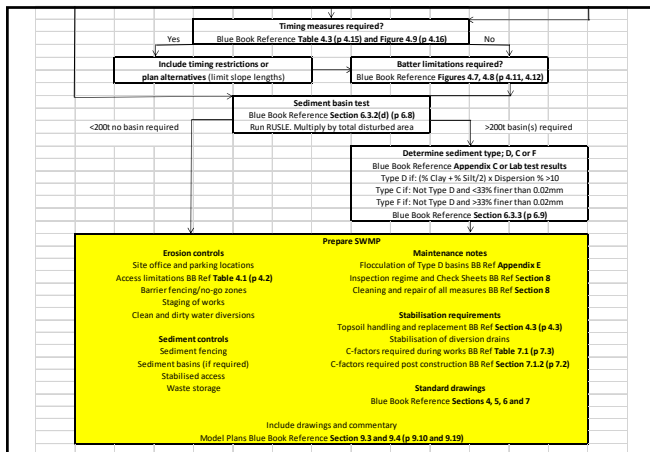 Timing measures required?
Yes
Blue Book Reference Table 4.3 (p 4.15) and Figure 4.9 (p 4.16)
No
Include timing restrictions or
plan alternatives (limit slope lengths)
Batter limitations required?
Blue Book Reference Figures 4.7, 4.8 (p 4.11, 4.12)
Sediment basin test
Blue Book Reference Section 6.3.2(d) (p 6.8)
Run RUSLE. Multiply by total disturbed area
<200t no basin required
>200t basin(s) required
Determine sediment type; D, C or F
Blue Book Reference Appendix C or Lab test results
Type D if: (% Clay + % Silt/2) x Dispersion % >10
Type C if: Not Type D and <33% finer than 0.02mm
Type F if: Not Type D and >33% finer than 0.02mm
Blue Book Reference Section 6.3.3 (p 6.9)
Prepare SWMP
Erosion controls
Site office and parking locations
Access limitations BB Ref Table 4.1 (p 4.2)
Barrier fencing/no-go zones
Staging of works
Clean and dirty water diversions
Sediment controls
Sediment fencing
Sediment basins (if required)
Stabilised access
Waste storage
Maintenance notes
Flocculation of Type D basins BB Ref Appendix E
Inspection regime and Check Sheets BB Ref Section 8
Cleaning and repair of all measures BB Ref Section 8
Stabilisation requirements
Topsoil handling and replacement BB Ref Section 4.3 (p 4.3)
Stabilisation of diversion drains
C-factors required during works BB Ref Table 7.1 (p 7.3)
C-factors required post construction BB Ref Section 7.1.2 (p 7.2)
Standard drawings
Blue Book Reference Sections 4, 5, 6 and 7
Include drawings and commentary
Model Plans Blue Book Reference Section 9.3 and 9.4 (p 9.10 and 9.19)